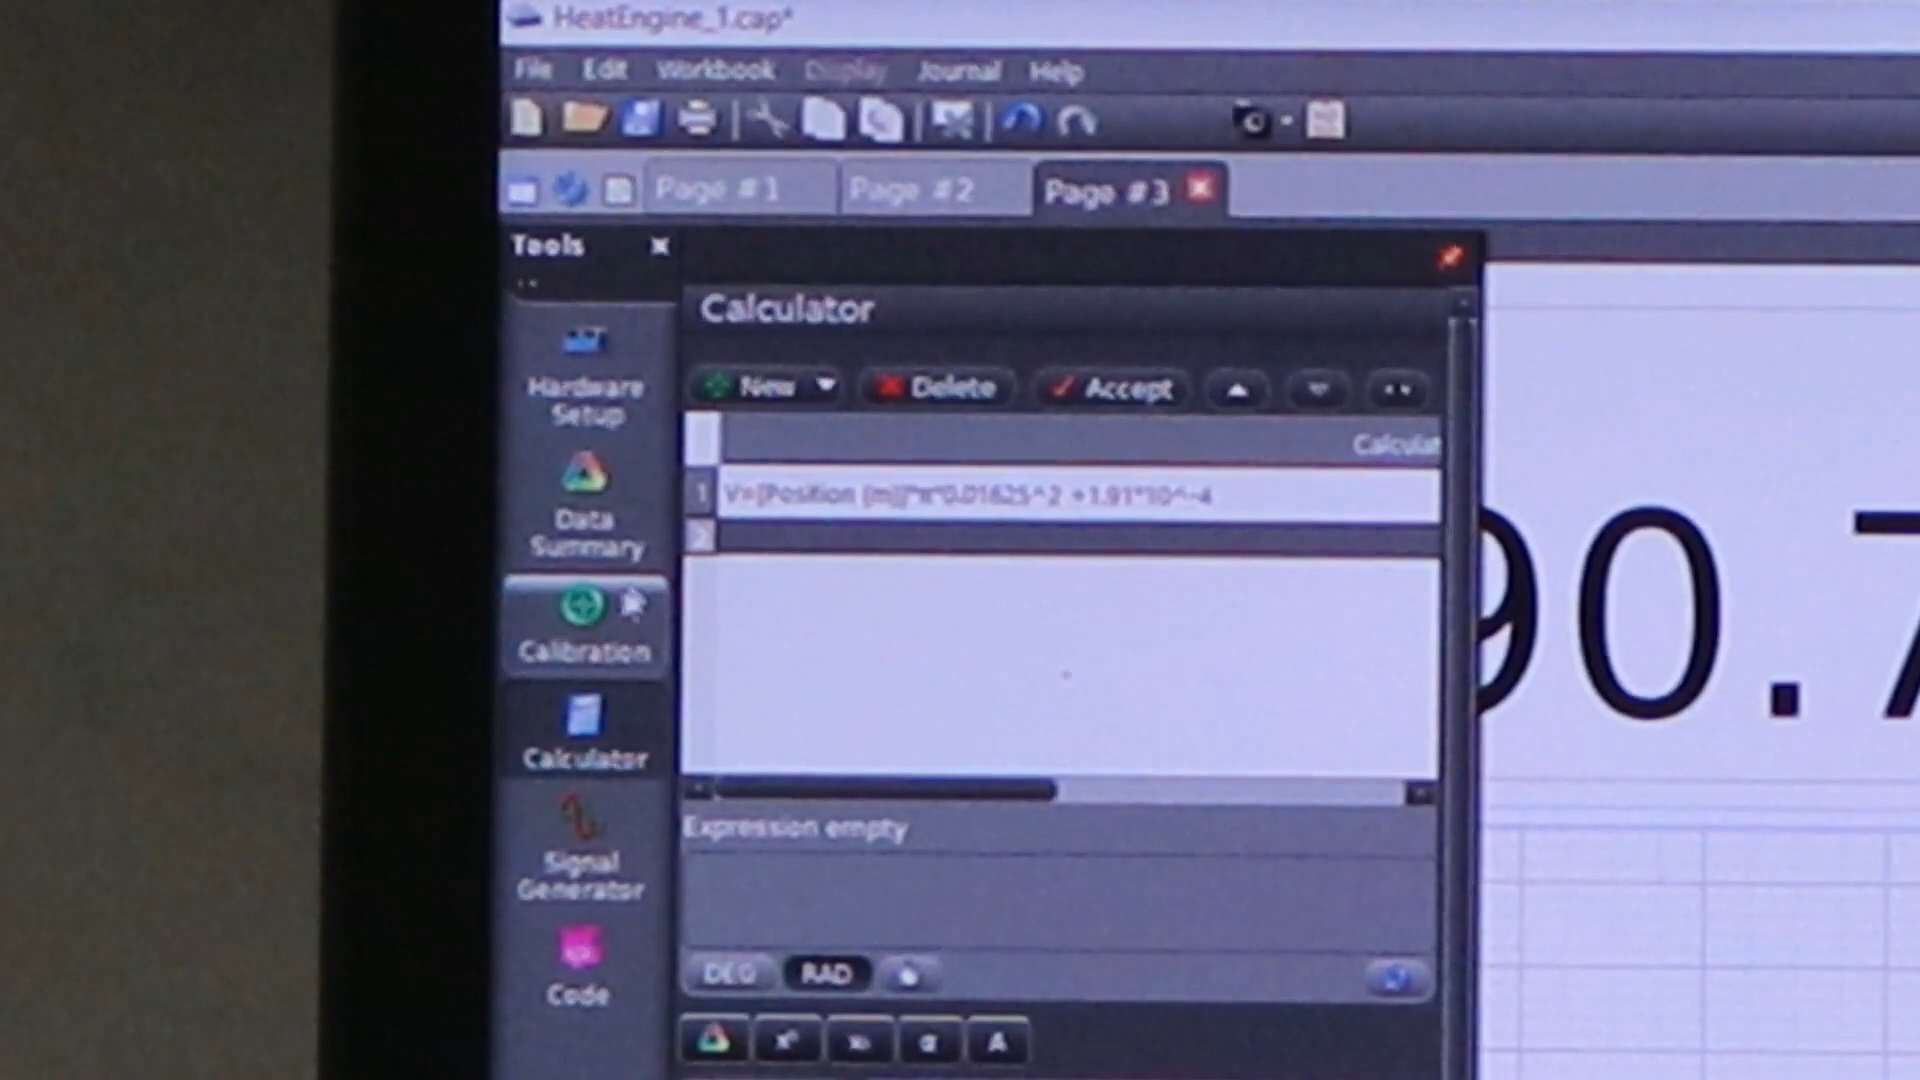 HeatEngine_1.cap*
File Edit Workbook Display Journal Help
Page #1 Page #2 Page #3
Tools
Calculator
New Delete Accept
Calculat
1 V=[Position (m)]*π*0.01625^2 +1.91*10^-4
2
Hardware
Setup
Data
Summary
Calibration
Calculator
Signal
Generator
Code
90.7
Expression empty
DEG RAD